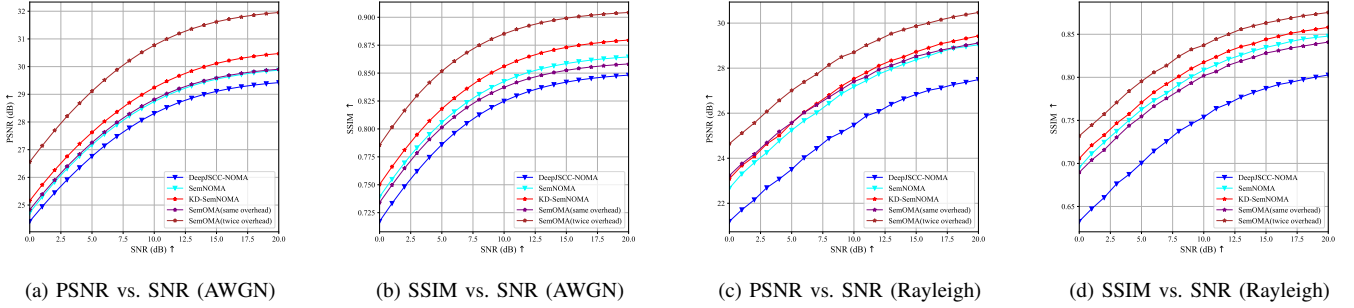 32
31
30
29
28
27
26
25
PSNR (dB) ↑
0.0 2.5 5.0 7.5 10.0 12.5 15.0 17.5 20.0
SNR (dB) ↑
DeepJSCC-NOMA
SemNOMA
KD-SemNOMA
SemOMA(same overhead)
SemOMA(twice overhead)
(a) PSNR vs. SNR (AWGN)
0.900
0.875
0.850
0.825
0.800
0.775
0.750
0.725
SSIM ↑
0.0 2.5 5.0 7.5 10.0 12.5 15.0 17.5 20.0
SNR (dB) ↑
DeepJSCC-NOMA
SemNOMA
KD-SemNOMA
SemOMA(same overhead)
SemOMA(twice overhead)
(b) SSIM vs. SNR (AWGN)
30
28
26
24
22
PSNR (dB) ↑
0.0 2.5 5.0 7.5 10.0 12.5 15.0 17.5 20.0
SNR (dB) ↑
DeepJSCC-NOMA
SemNOMA
KD-SemNOMA
SemOMA(same overhead)
SemOMA(twice overhead)
(c) PSNR vs. SNR (Rayleigh)
0.85
0.80
0.75
0.70
0.65
SSIM ↑
0.0 2.5 5.0 7.5 10.0 12.5 15.0 17.5 20.0
SNR (dB) ↑
DeepJSCC-NOMA
SemNOMA
KD-SemNOMA
SemOMA(same overhead)
SemOMA(twice overhead)
(d) SSIM vs. SNR (Rayleigh)